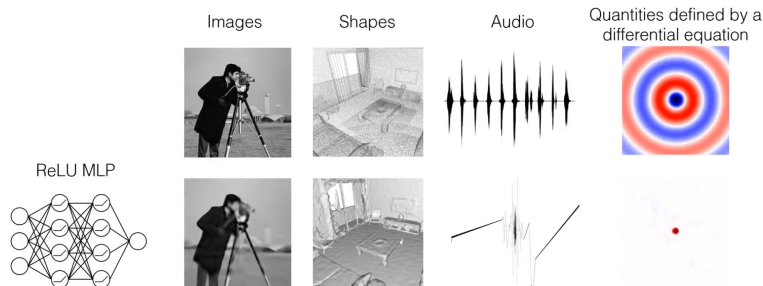 Images
Shapes
Audio
Quantities defined by a
differential equation
ReLU MLP